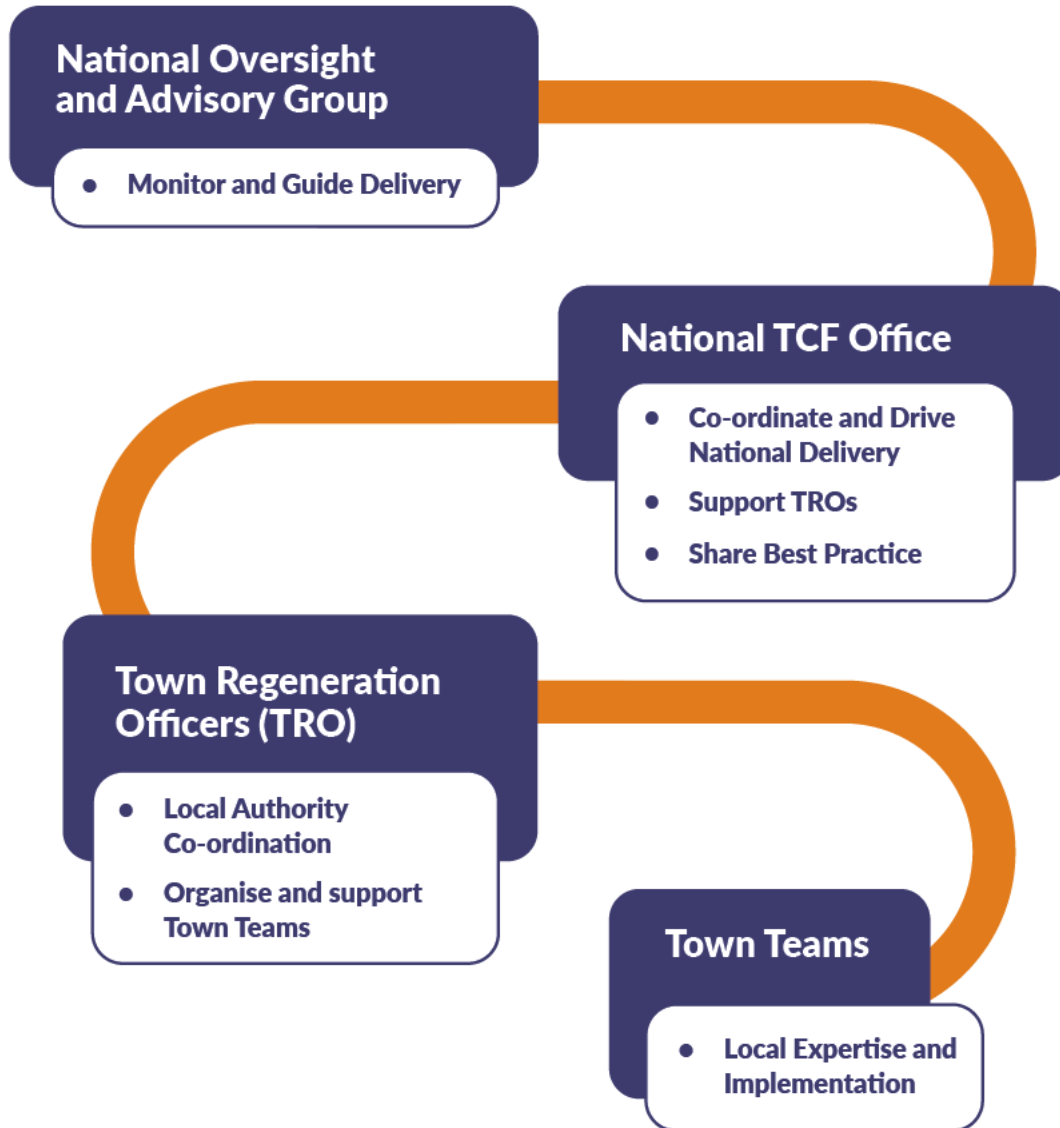 National Oversight
and Advisory Group
• Monitor and Guide Delivery
National TCF Office
• Co-ordinate and Drive
National Delivery
• Support TROs
• Share Best Practice
Town Regeneration
Officers (TRO)
• Local Authority
Co-ordination
• Organise and support
Town Teams
Town Teams
• Local Expertise and
Implementation